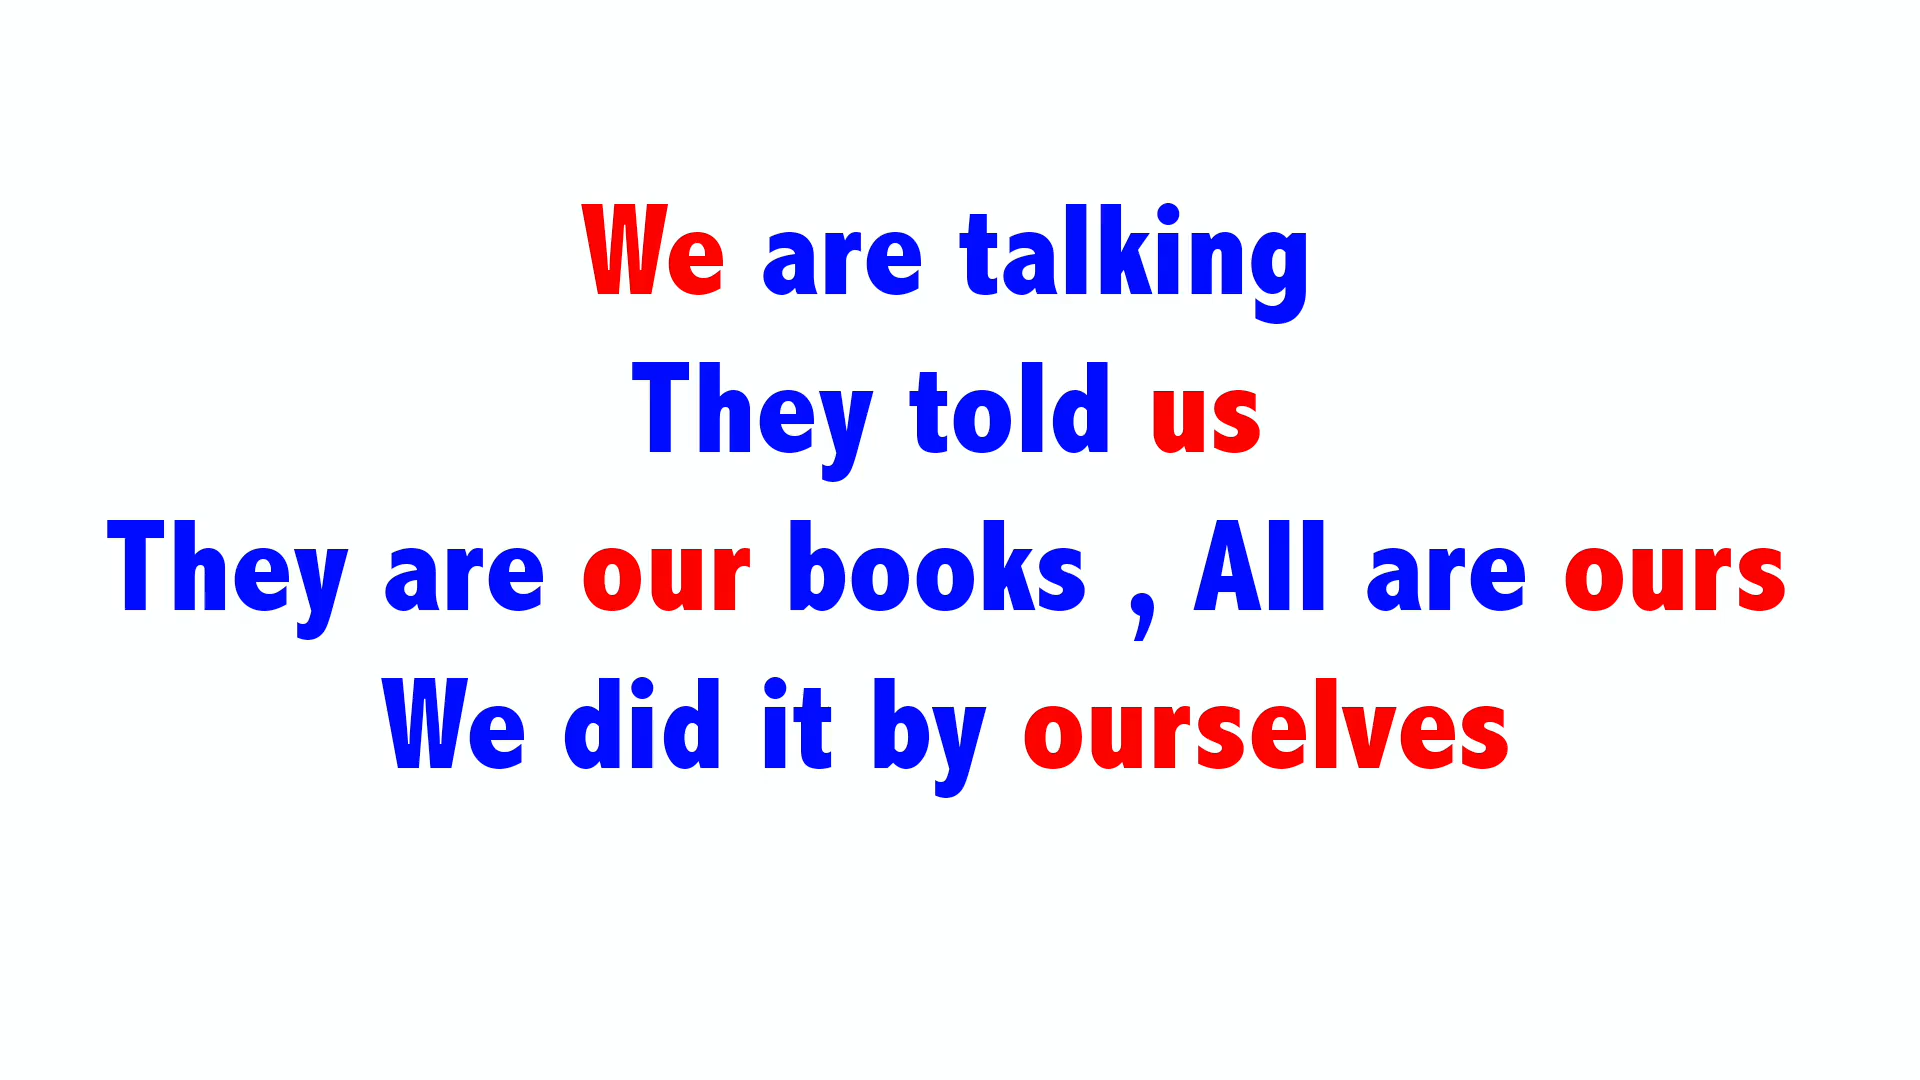 We are talking
They told us
They are our books , All are ours
We did it by ourselves